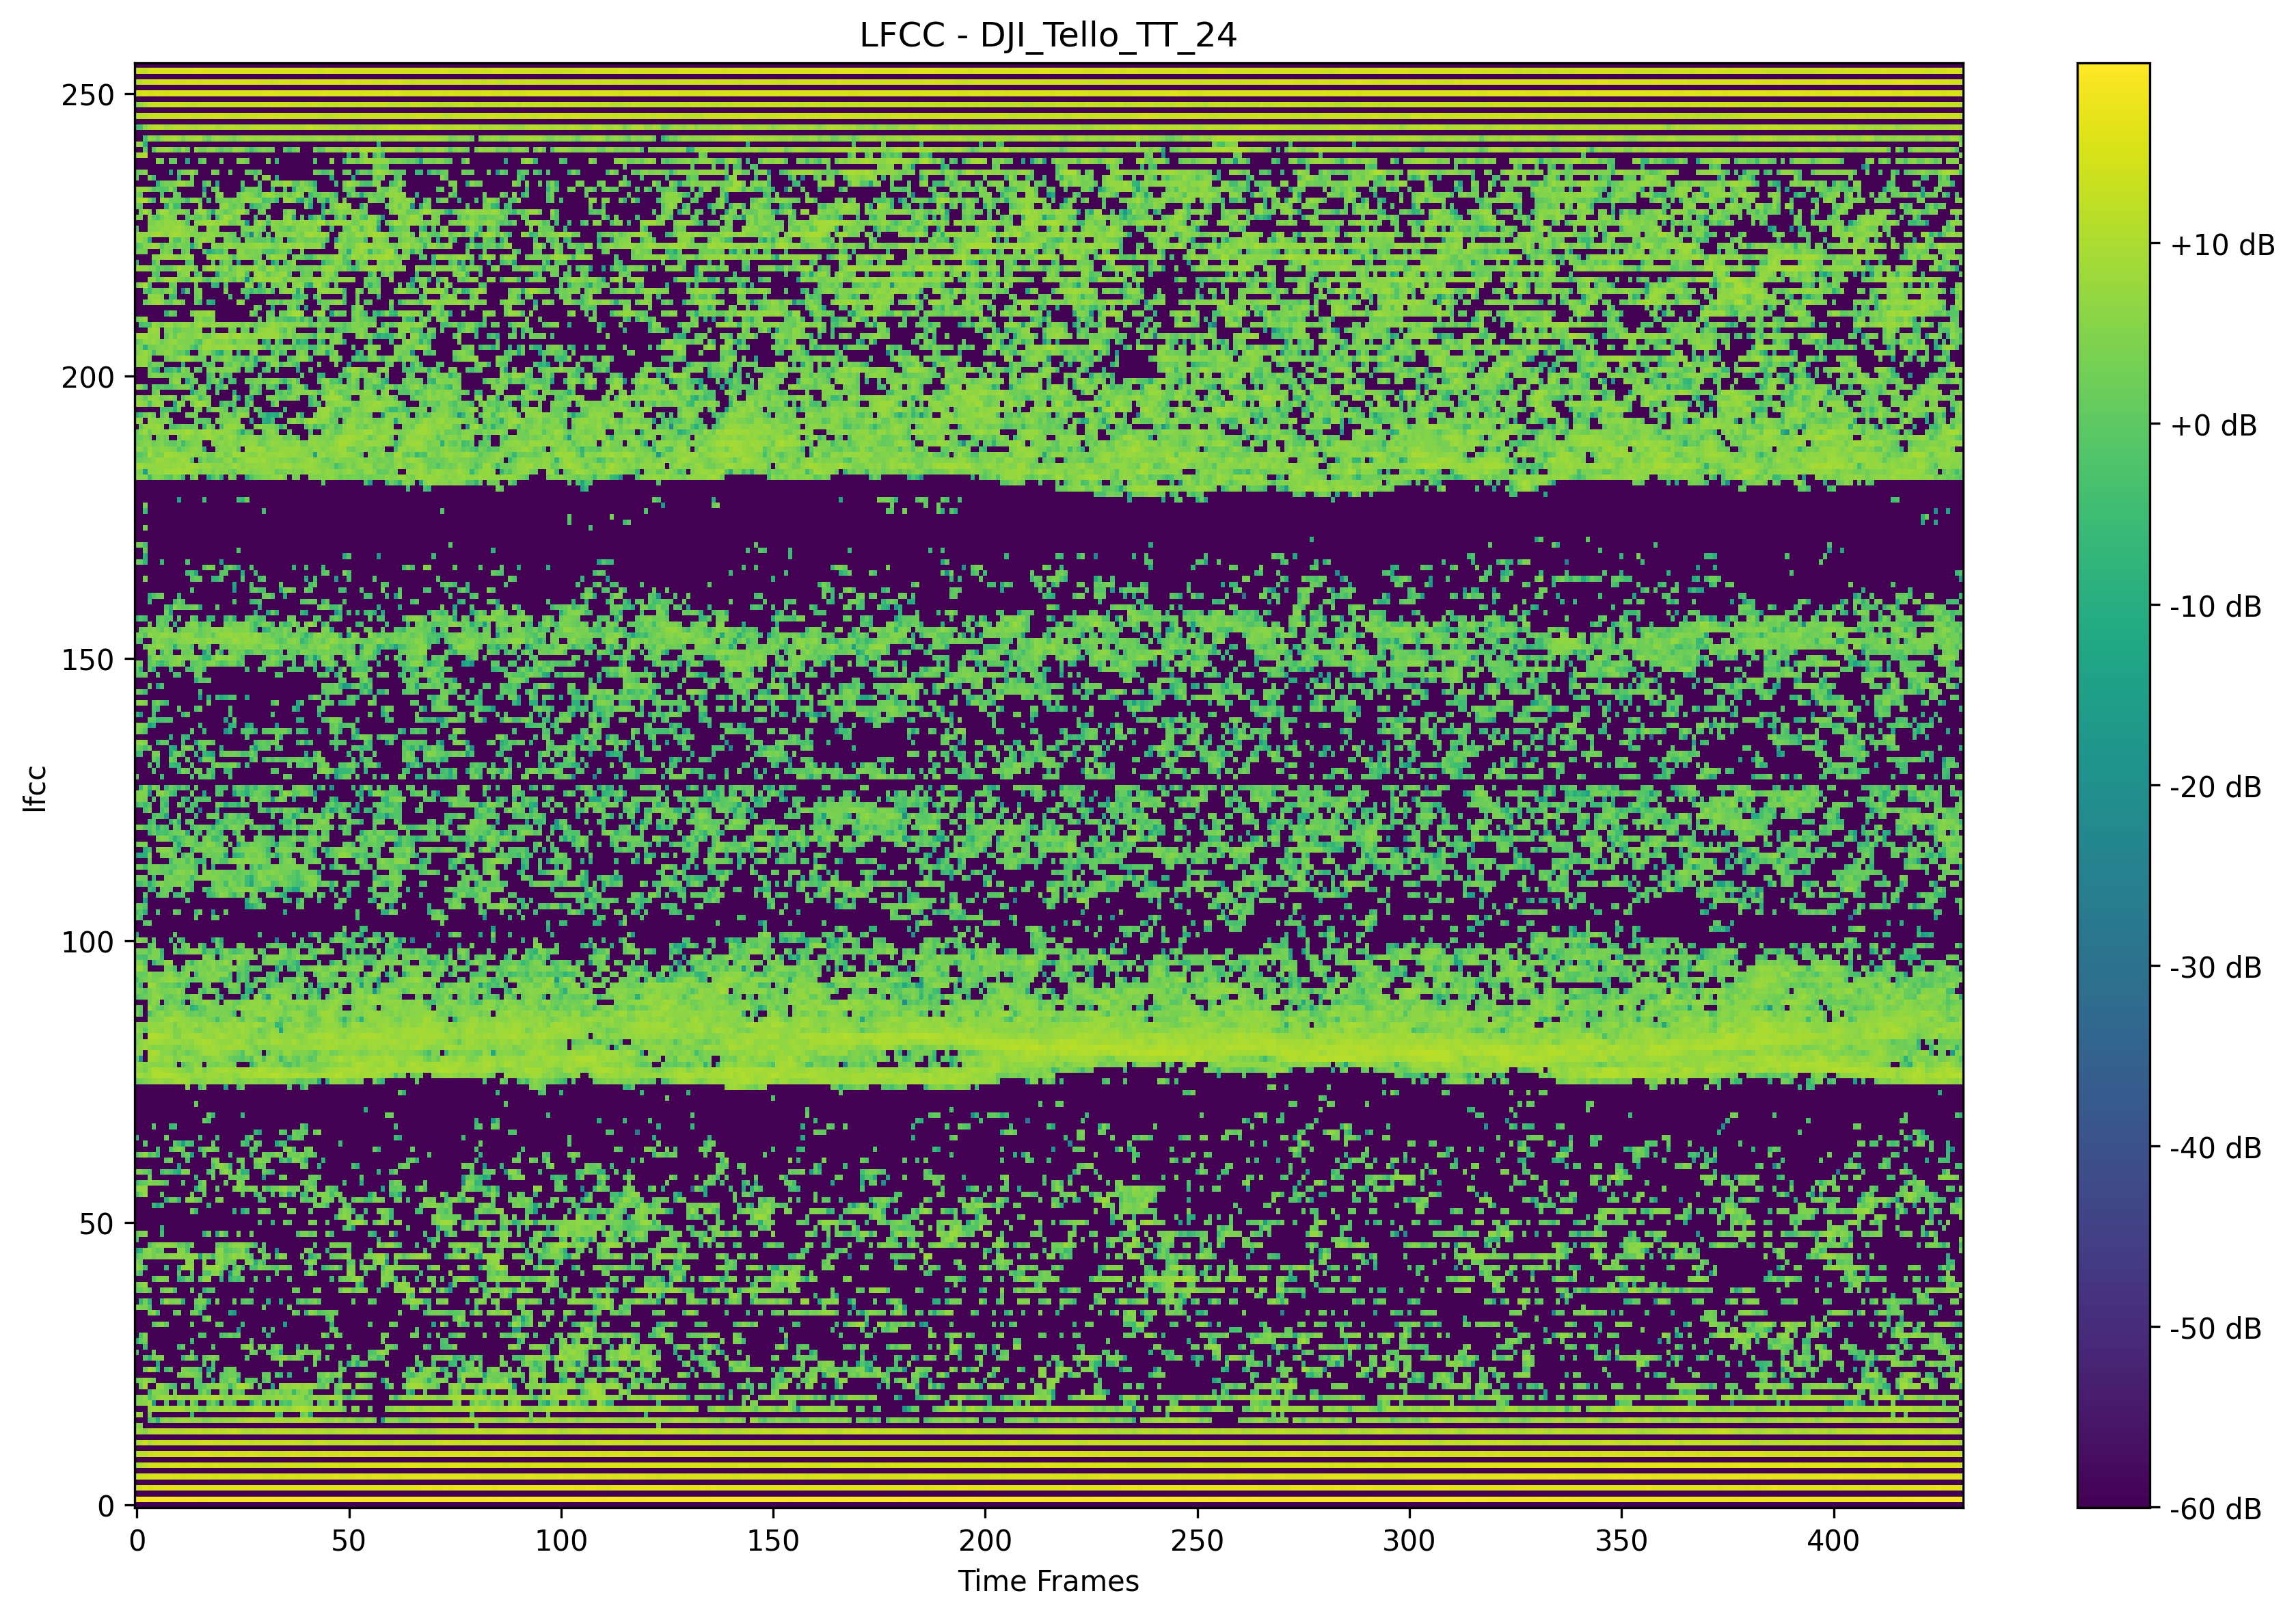 LFCC - DJI_Tello_TT_24
250
200
150
100
50
0
lfcc
0 50 100 150 200 250 300 350 400
Time Frames
+10 dB
+0 dB
-10 dB
-20 dB
-30 dB
-40 dB
-50 dB
-60 dB